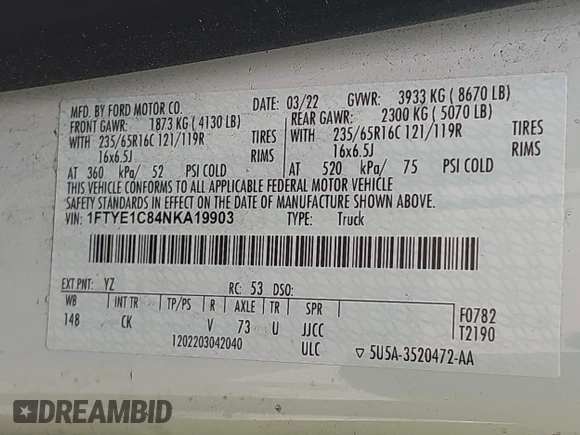 MFD. BY FORD MOTOR CO.
DATE: 03/22 GVWR: 3933 KG ( 8670 LB)
FRONT GAWR: 1873 KG ( 4130 LB)
REAR GAWR: 2300 KG ( 5070 LB)
WITH 235/65R16C 121/119R TIRES
WITH 235/65R16C 121/119R TIRES
16x6.5J RIMS
16x6.5J RIMS
AT 360 kPa/ 52 PSI COLD
AT 520 kPa/ 75 PSI COLD
THIS VEHICLE CONFORMS TO ALL APPLICABLE FEDERAL MOTOR VEHICLE
SAFETY STANDARDS IN EFFECT ON THE DATE OF MANUFACTURE SHOWN ABOVE.
VIN: 1FTYE1C84NKA19903 TYPE: Truck
EXT PNT: YZ RC: 53 DSO:
WB INT TR TP/PS R AXLE TR SPR F0782
148 CK V 73 U JJCC T2190
1202203042040 ULC ▽ 5U5A-3520472-AA
DREAMBID